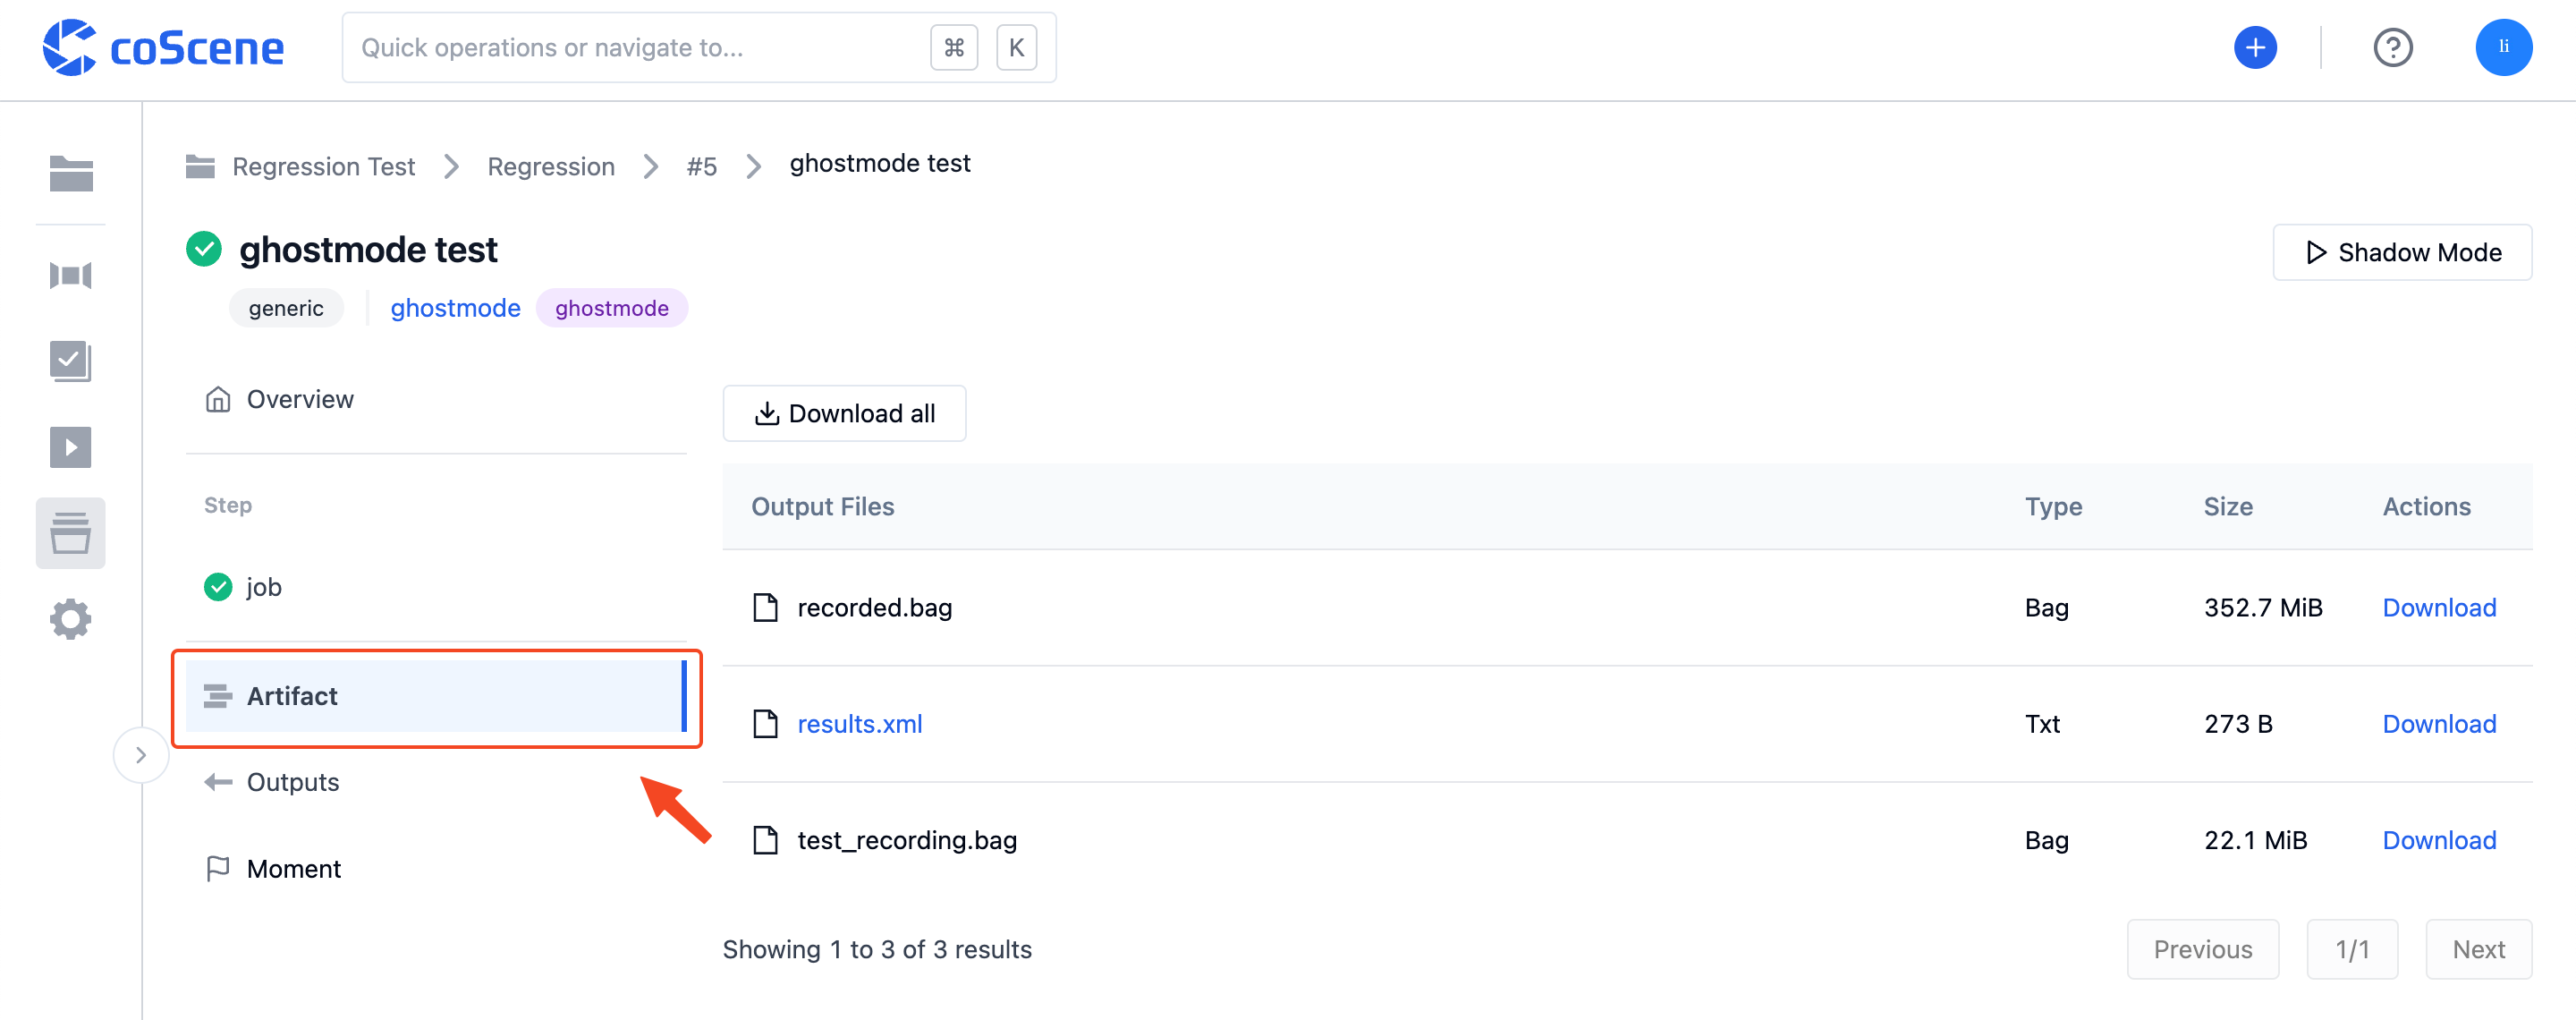 coScene
Quick operations or navigate to...
⌘ K
li
Regression Test
Regression
#5
ghostmode test
ghostmode test
Shadow Mode
generic
ghostmode
ghostmode
Overview
Step
job
Artifact
Outputs
Moment
Download all
Output Files Type Size Actions
recorded.bag Bag 352.7 MiB Download
results.xml Txt 273 B Download
test_recording.bag Bag 22.1 MiB Download
Showing 1 to 3 of 3 results
Previous 1/1 Next